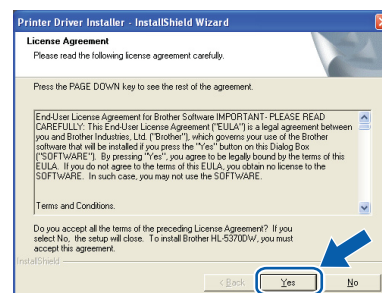 Printer Driver Installer - InstallShield Wizard
License Agreement
Please read the following license agreement carefully.
Press the PAGE DOWN key to see the rest of the agreement.
End-User License Agreement for Brother Software IMPORTANT- PLEASE READ
CAREFULLY: This End-User License Agreement ("EULA") is a legal agreement between
you and Brother Industries, Ltd. ("Brother"), which governs your use of the Brother
software that will be installed if you press the "Yes" button on this Dialog Box
("SOFTWARE"). By pressing "Yes", you agree to be legally bound by the terms of this
EULA. If you do not agree to the terms of this EULA, you obtain no license to the
SOFTWARE. In such case, you may not use the SOFTWARE.
Terms and Conditions.
Do you accept all the terms of the preceding License Agreement? If you
select No, the setup will close. To install Brother HL-5370DW, you must
accept this agreement.
InstallShield
< Back Yes No